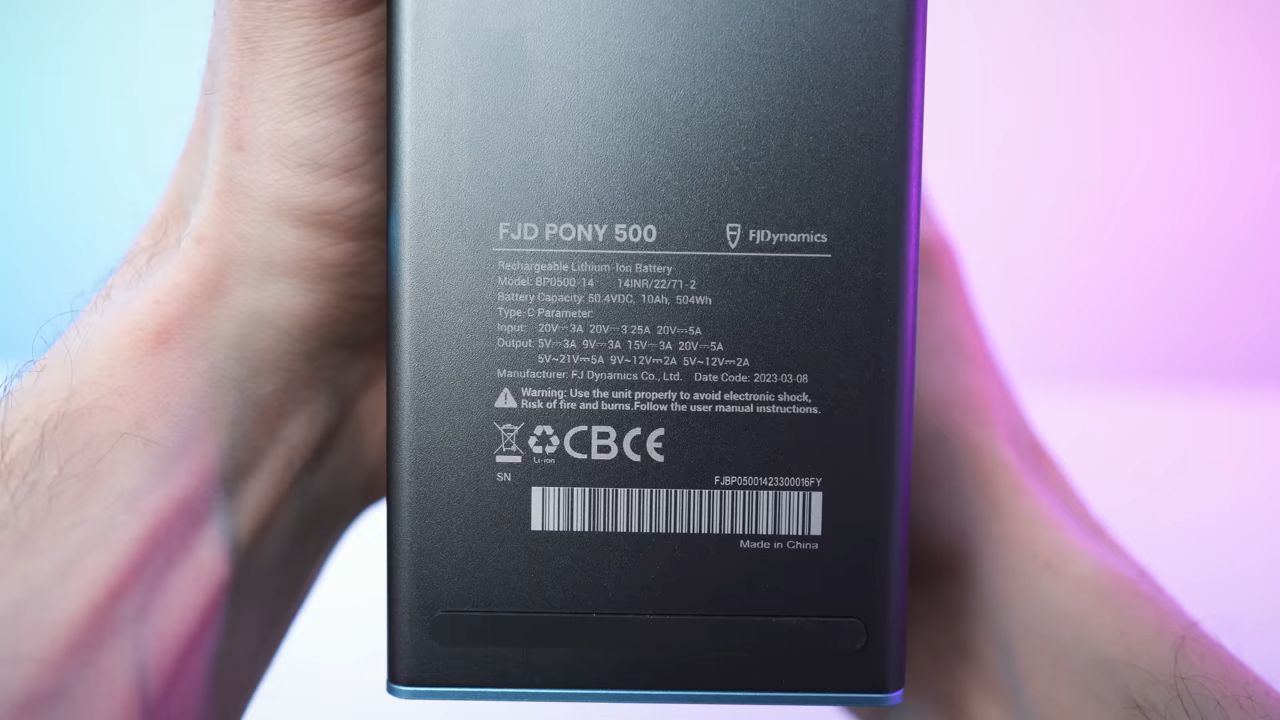 FJD PONY 500 FJDynamics
Rechargeable Lithium-Ion Battery
Model: BP0500-14 14INR/22/71-2
Battery Capacity: 50.4VDC, 10Ah, 504Wh
Type-C Parameter:
Input: 20V⎓3A 20V⎓3.25A 20V⎓5A
Output: 5V⎓3A 9V⎓3A 15V⎓3A 20V⎓5A
5V~21V⎓5A 9V~12V⎓2A 5V~12V⎓2A
Manufacturer: FJ Dynamics Co., Ltd. Date Code: 2023-03-08
Warning: Use the unit properly to avoid electronic shock,
Risk of fire and burns.Follow the user manual instructions.
Li-ion CB CE
SN FJBP05001423300016FY
Made in China